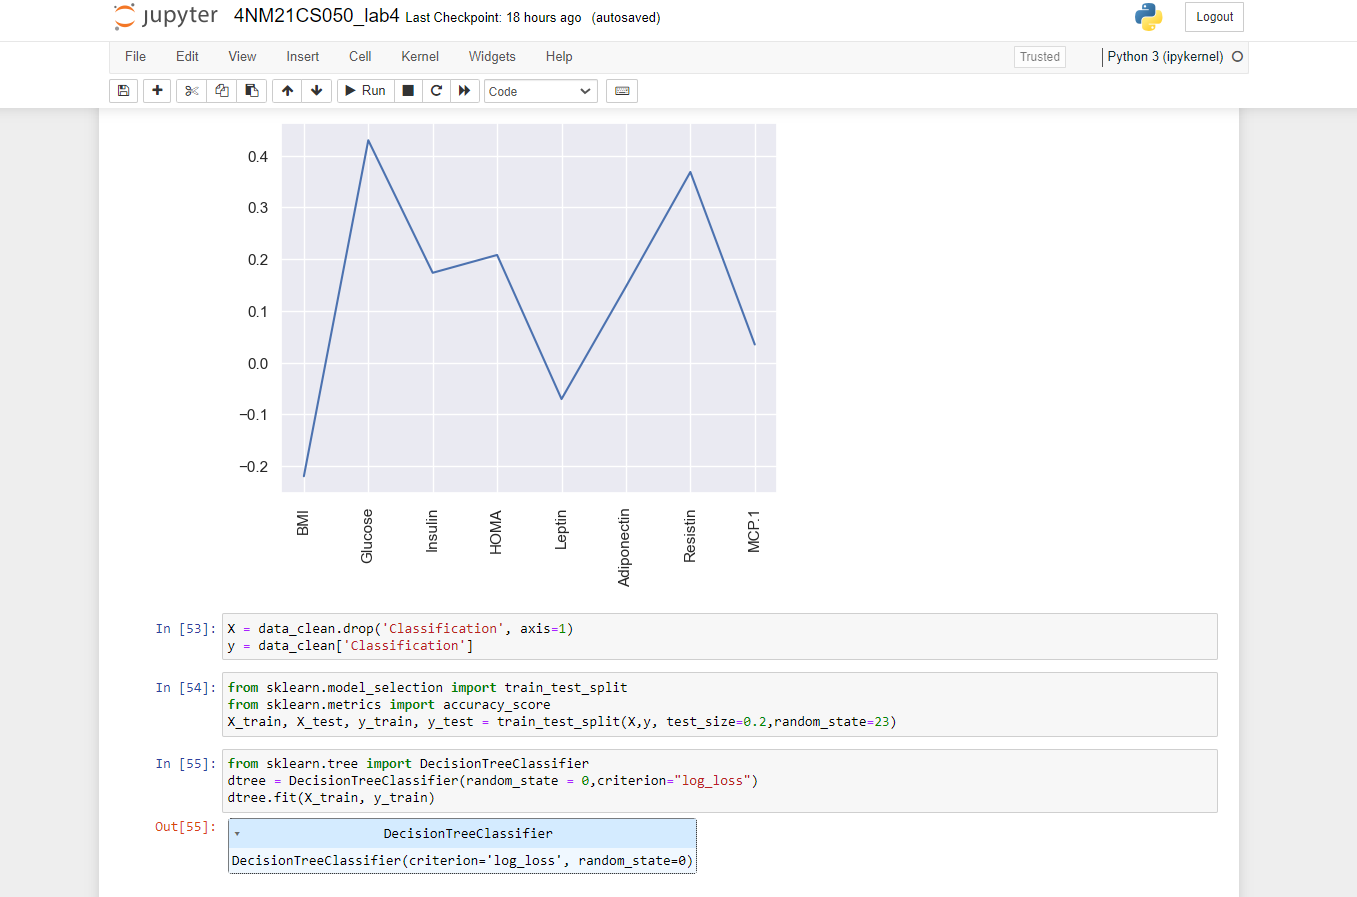 jupyter 4NM21CS050_lab4 Last Checkpoint: 18 hours ago (autosaved)
Logout
File Edit View Insert Cell Kernel Widgets Help
Trusted
Python 3 (ipykernel)
Run
Code
0.4
0.3
0.2
0.1
0.0
−0.1
−0.2
BMI
Glucose
Insulin
HOMA
Leptin
Adiponectin
Resistin
MCP.1
In [53]:
X = data_clean.drop('Classification', axis=1)
y = data_clean['Classification']
In [54]:
from sklearn.model_selection import train_test_split
from sklearn.metrics import accuracy_score
X_train, X_test, y_train, y_test = train_test_split(X,y, test_size=0.2,random_state=23)
In [55]:
from sklearn.tree import DecisionTreeClassifier
dtree = DecisionTreeClassifier(random_state = 0,criterion="log_loss")
dtree.fit(X_train, y_train)
Out[55]:
DecisionTreeClassifier
DecisionTreeClassifier(criterion='log_loss', random_state=0)